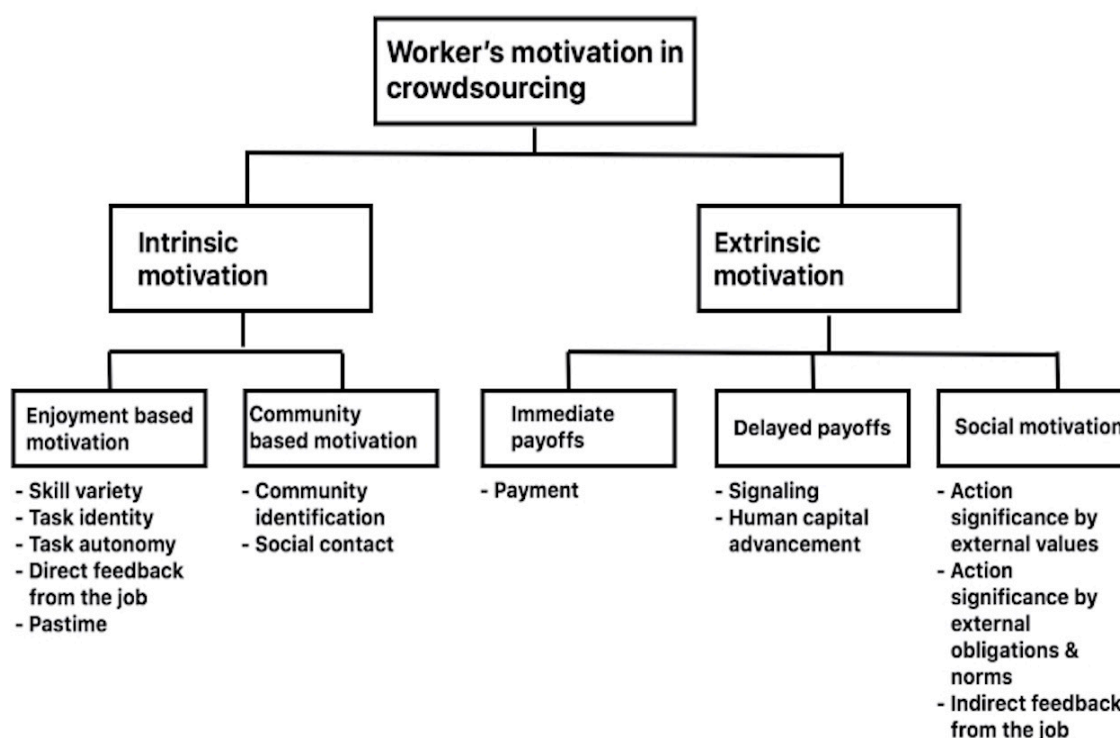 Worker's motivation in
crowdsourcing
Intrinsic
motivation
Extrinsic
motivation
Enjoyment based
motivation
Community
based motivation
Immediate
payoffs
Delayed payoffs
Social motivation
- Skill variety
- Task identity
- Task autonomy
- Direct feedback
from the job
- Pastime
- Community
identification
- Social contact
- Payment
- Signaling
- Human capital
advancement
- Action
significance by
external values
- Action
significance by
external
obligations &
norms
- Indirect feedback
from the job